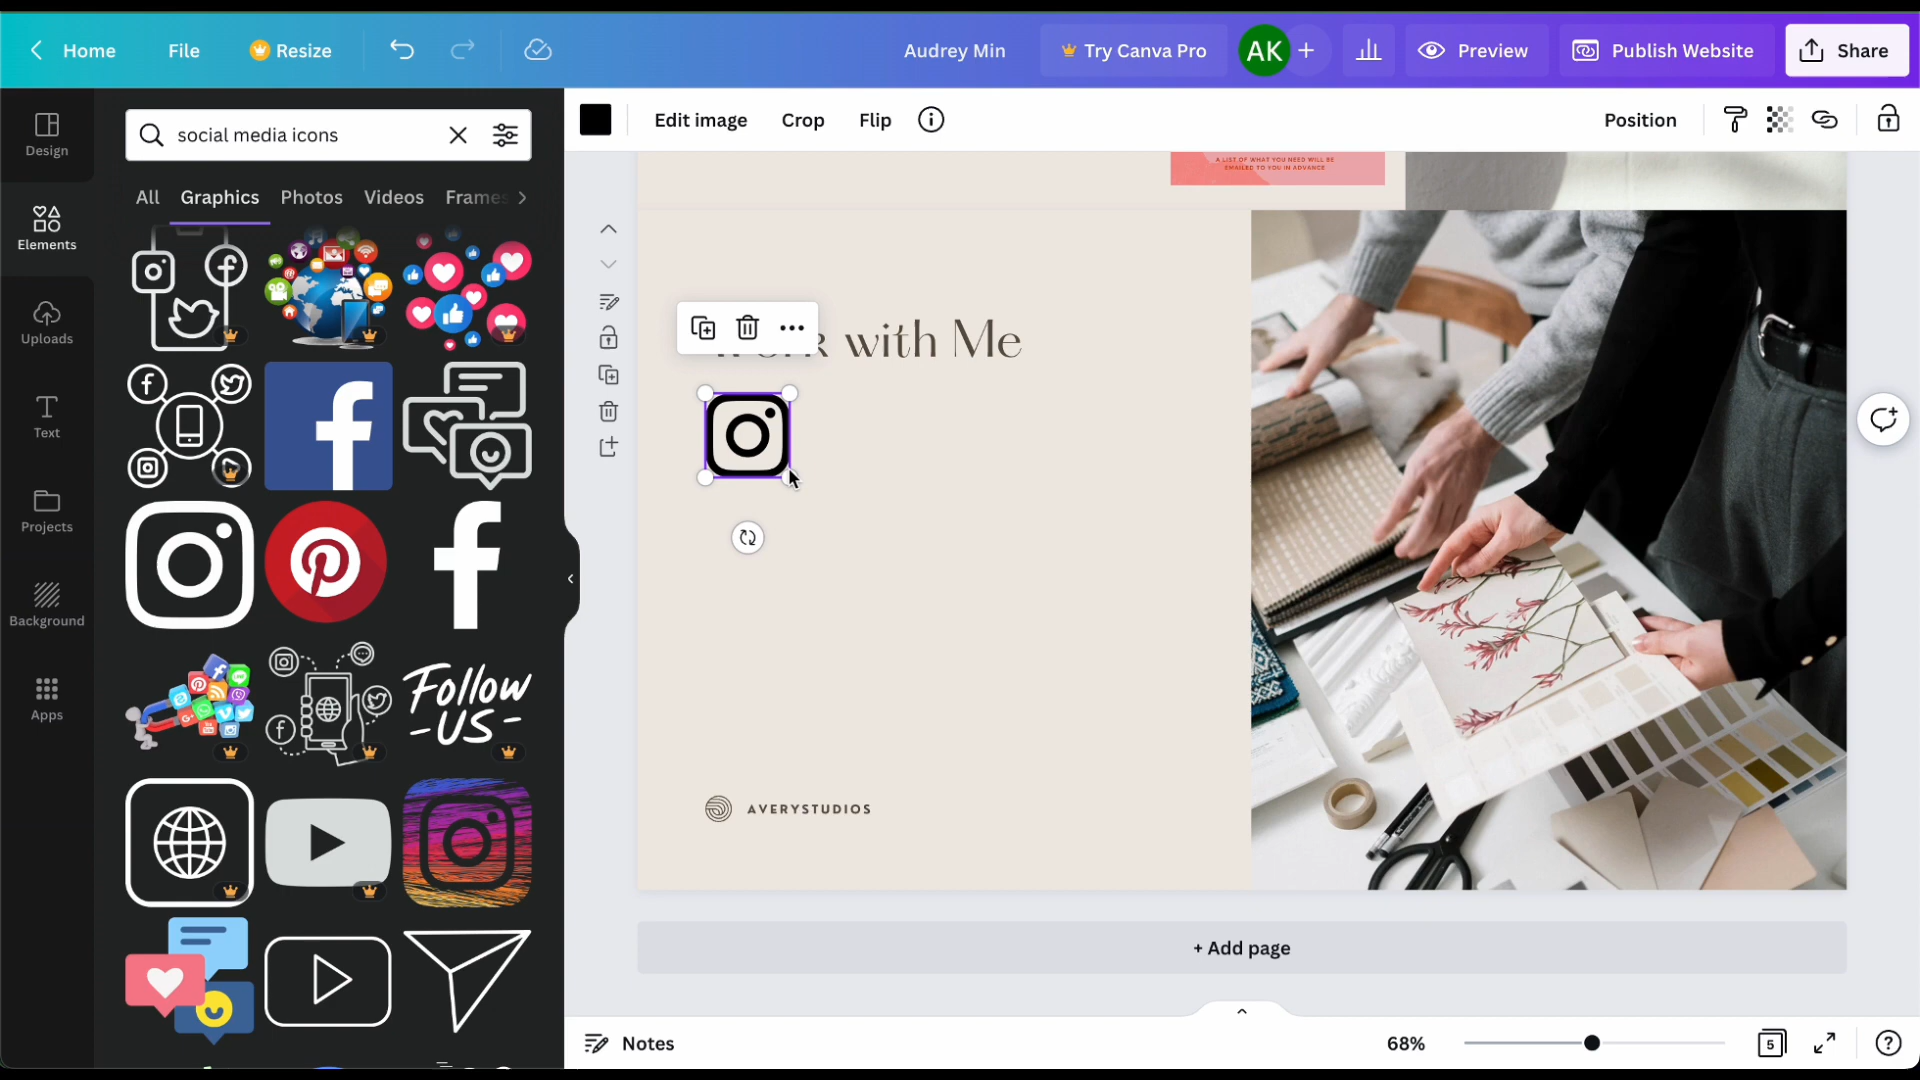 Home
File
Resize
Audrey Min
Try Canva Pro
AK
Preview
Publish Website
Share
Design
Elements
Uploads
Text
Projects
Background
Apps
social media icons
All
Graphics
Photos
Videos
Frames
Follow
-US-
Edit image
Crop
Flip
Position
A LIST OF WHAT YOU NEED WILL BE
EMAILED TO YOU IN ADVANCE
with Me
AVERYSTUDIOS
+ Add page
Notes
68%
5